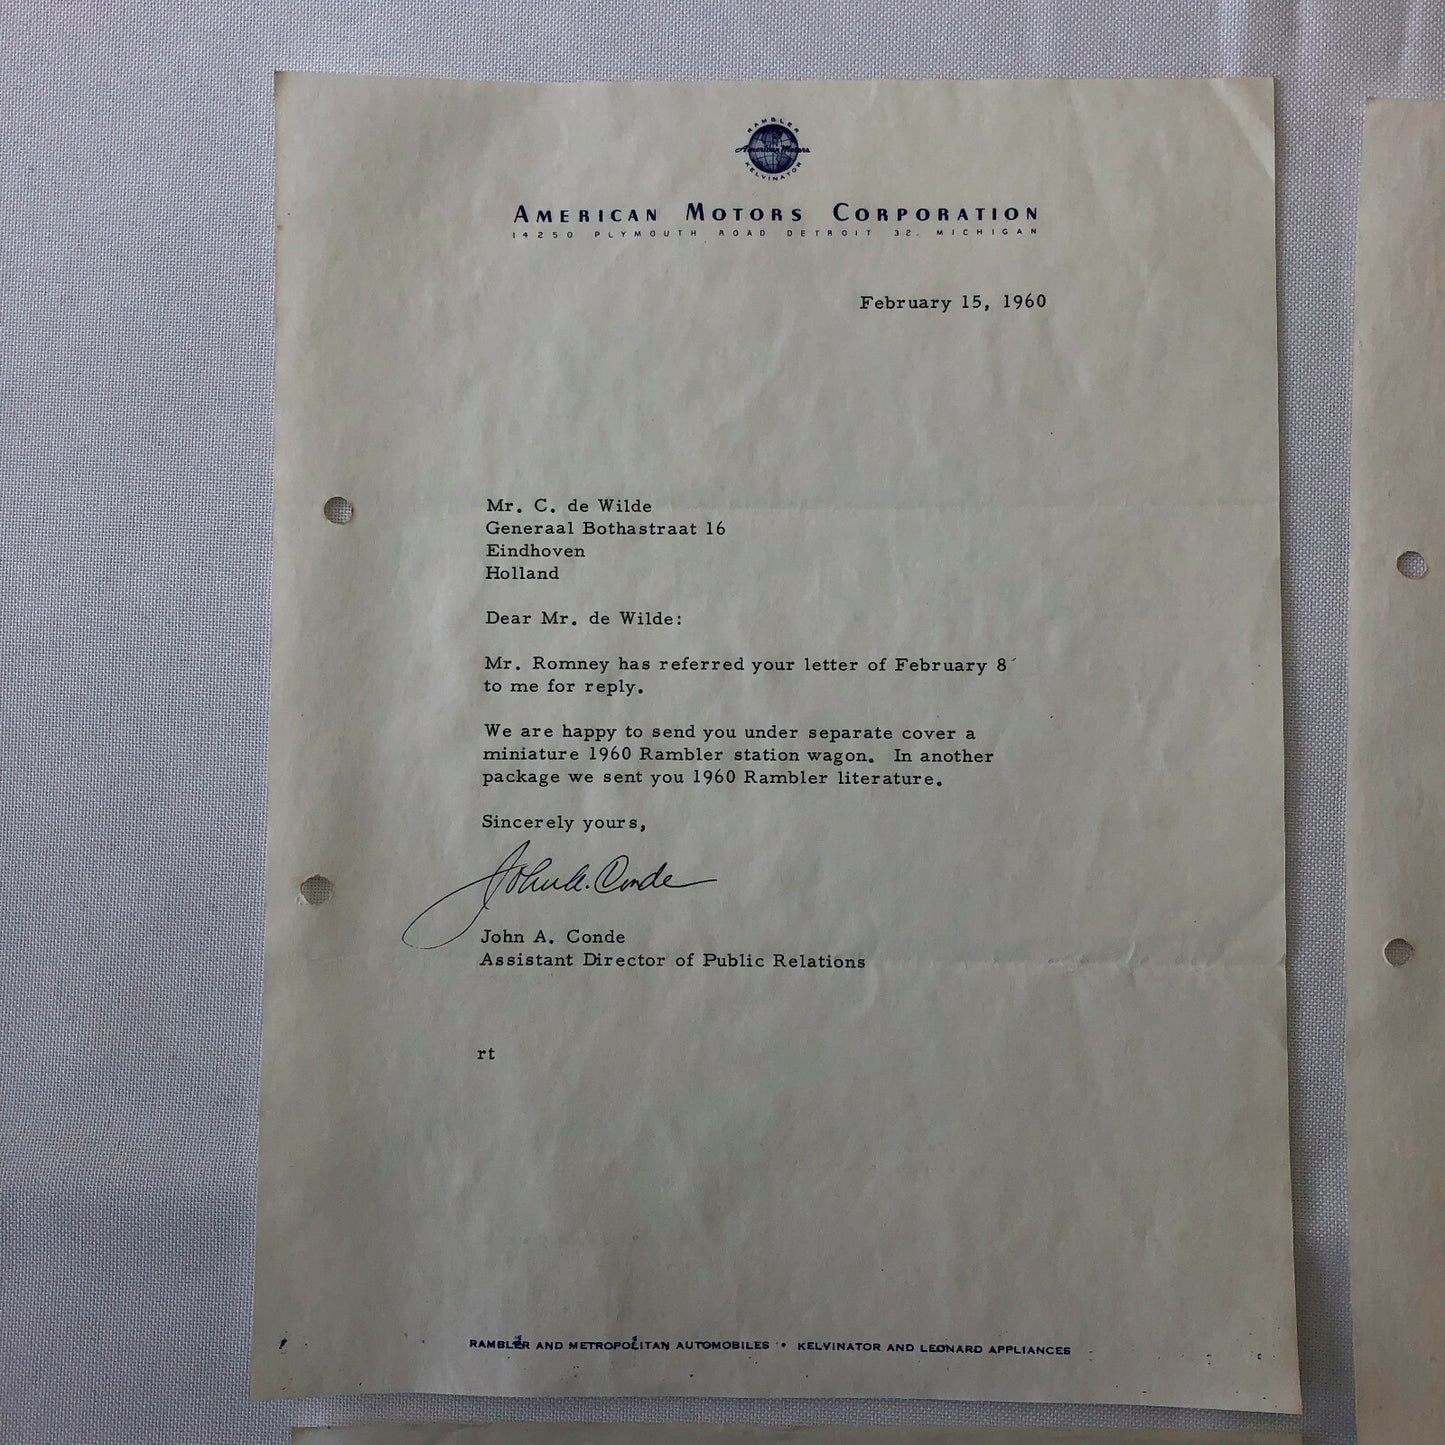 RAMBLER
American Motors
KELVINATOR
AMERICAN MOTORS CORPORATION
14250 PLYMOUTH ROAD DETROIT 32, MICHIGAN
February 15, 1960
Mr. C. de Wilde
Generaal Bothastraat 16
Eindhoven
Holland
Dear Mr. de Wilde:
Mr. Romney has referred your letter of February 8
to me for reply.
We are happy to send you under separate cover a
miniature 1960 Rambler station wagon. In another
package we sent you 1960 Rambler literature.
Sincerely yours,
John A. Conde
John A. Conde
Assistant Director of Public Relations
rt
RAMBLER AND METROPOLITAN AUTOMOBILES • KELVINATOR AND LEONARD APPLIANCES